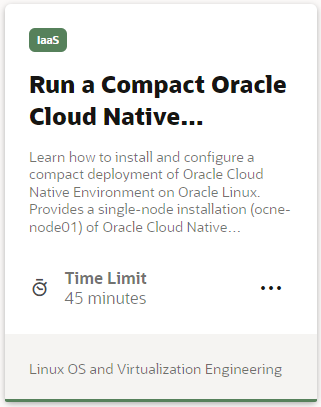 IaaS
Run a Compact Oracle
Cloud Native...
Learn how to install and configure a
compact deployment of Oracle Cloud
Native Environment on Oracle Linux.
Provides a single-node installation (ocne-
node01) of Oracle Cloud Native...
Time Limit
45 minutes
Linux OS and Virtualization Engineering